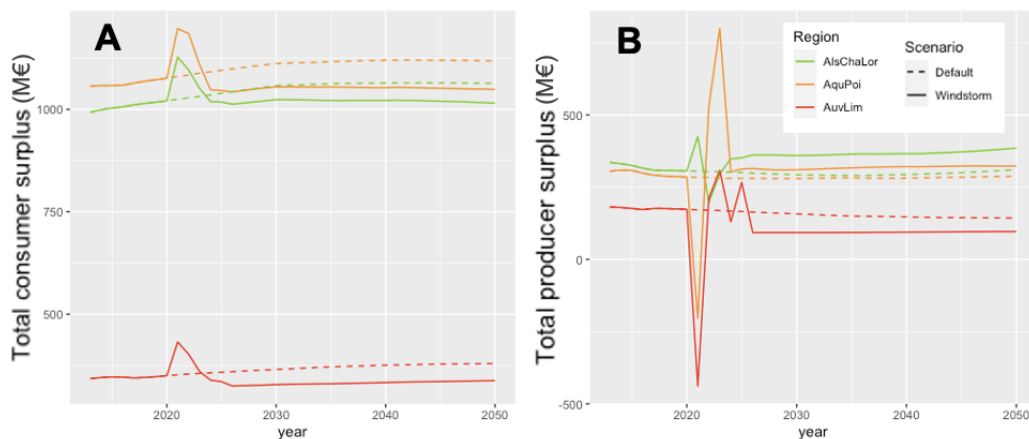 A
Total consumer surplus (M€)
1000
750
500
2020
2030
2040
2050
year
B
Total producer surplus (M€)
500
0
-500
2020
2030
2040
2050
year
Region
AlsChaLor
AquPoi
AuvLim
Scenario
Default
Windstorm